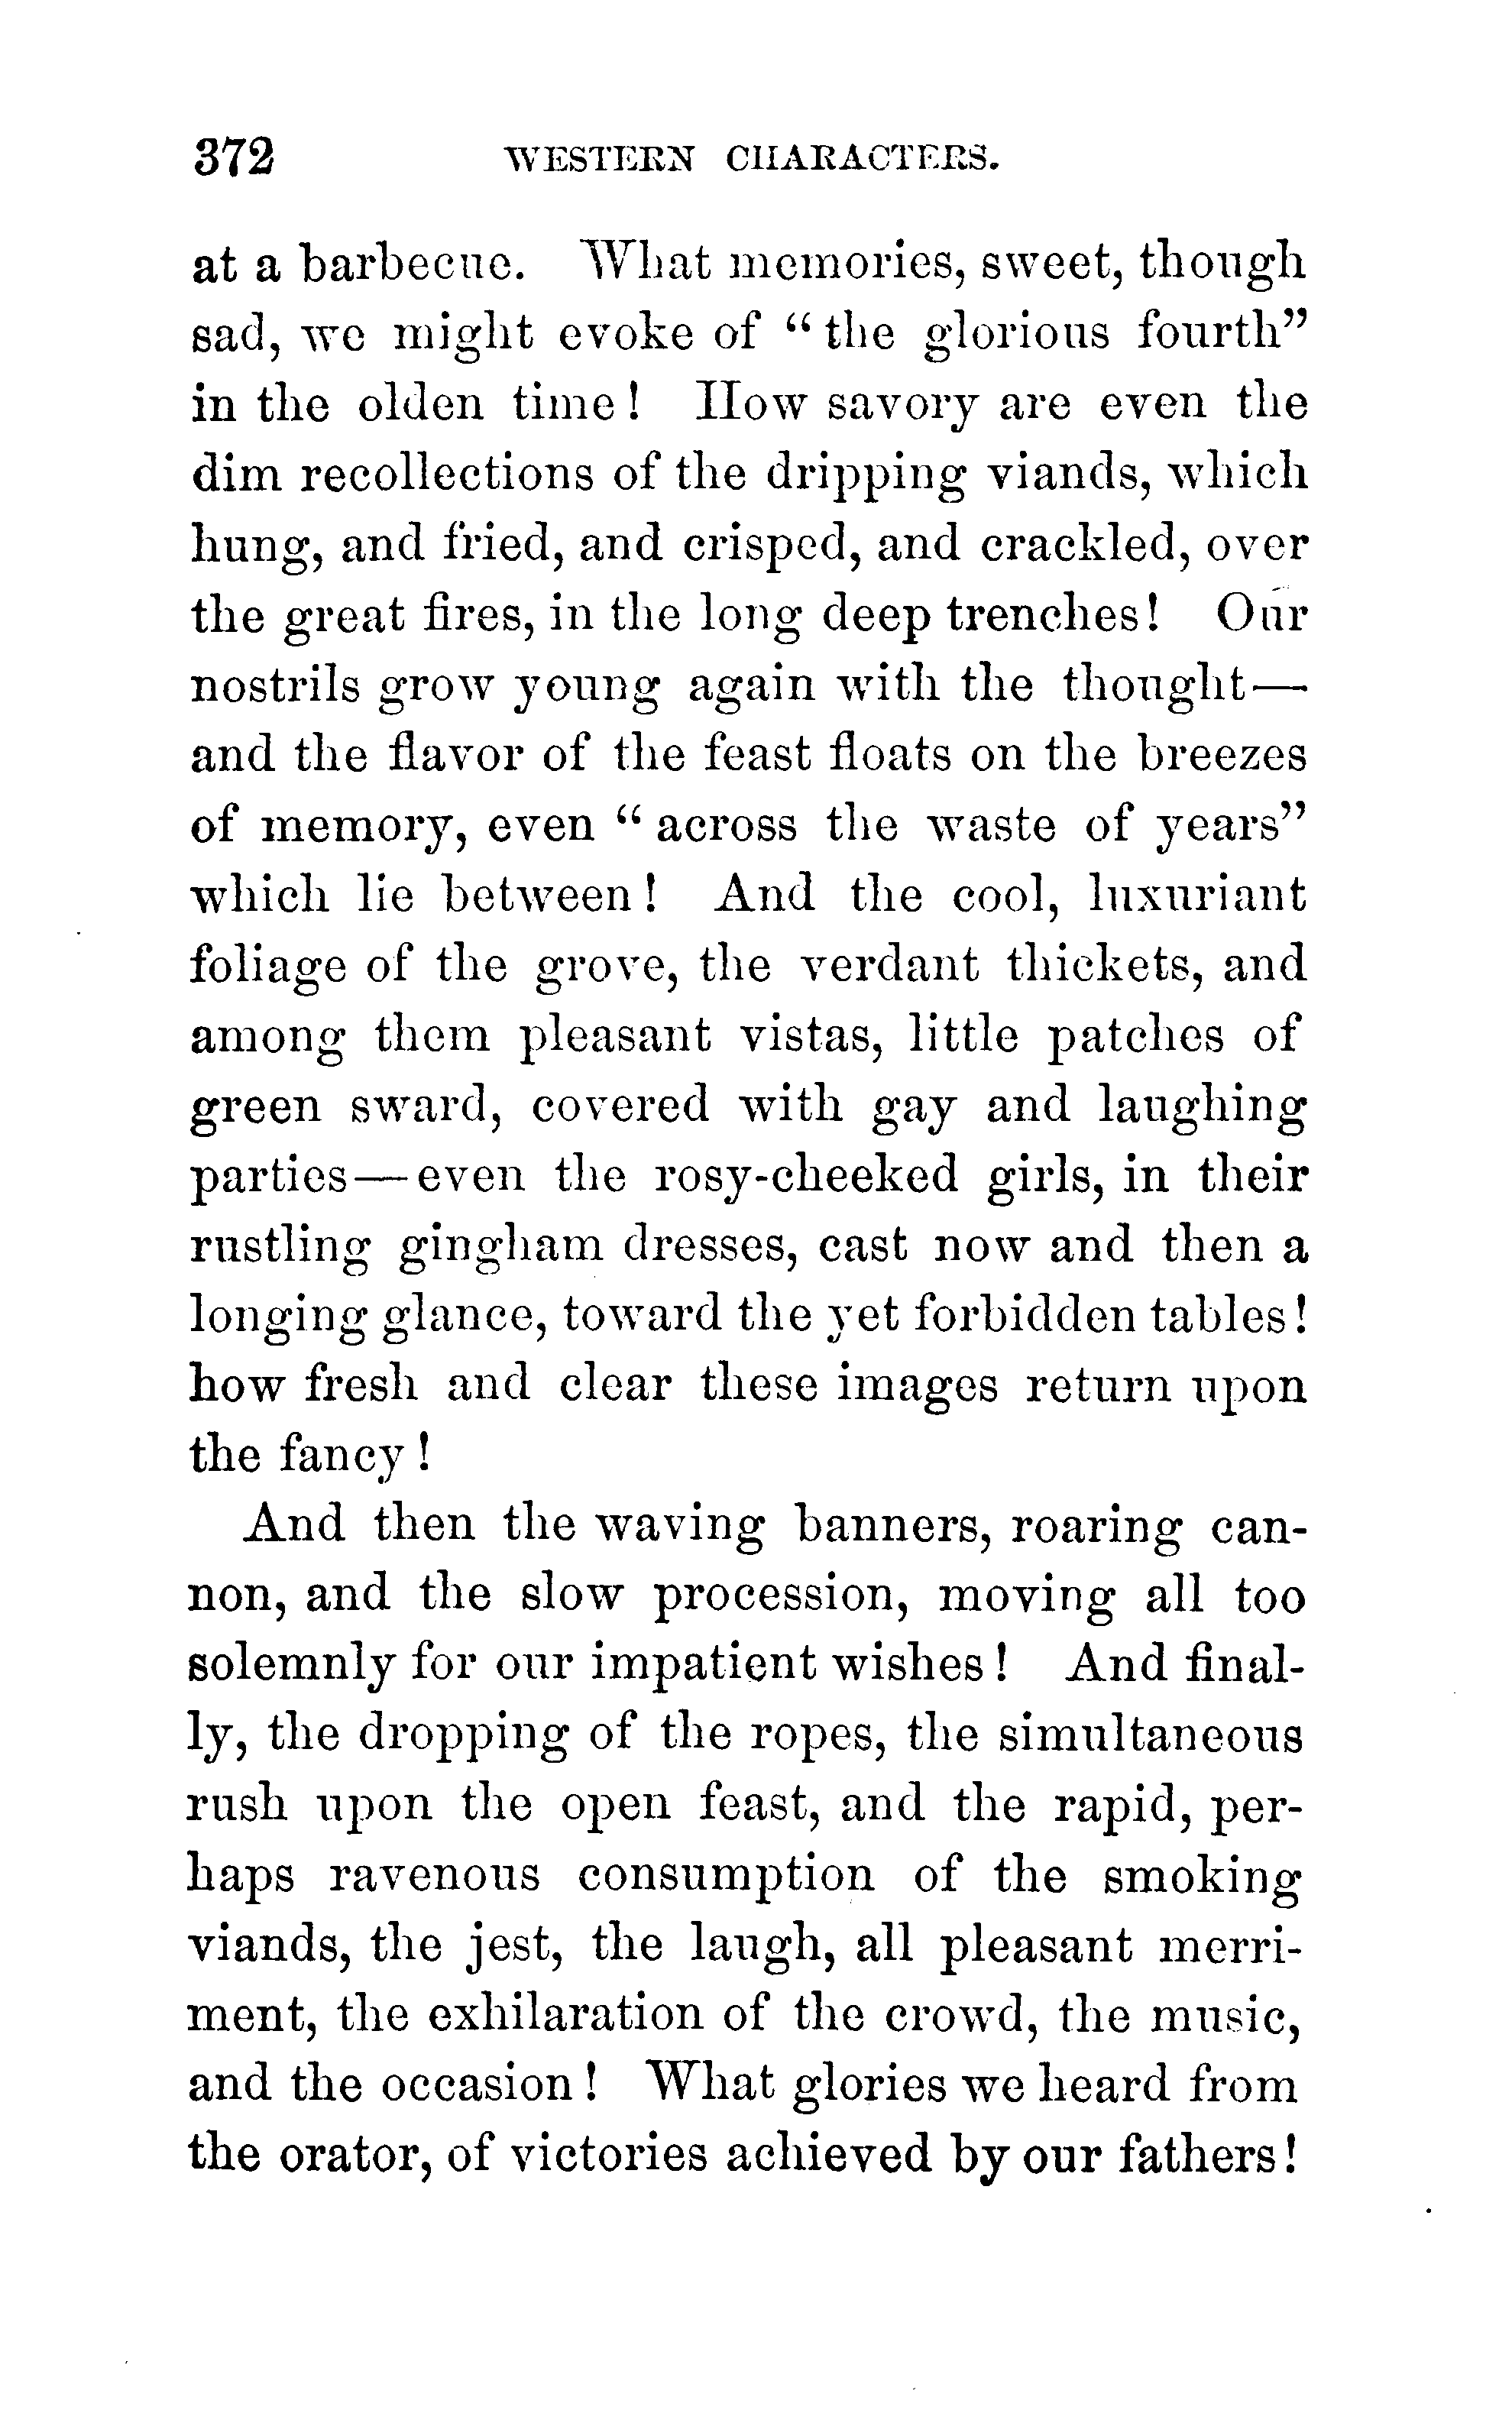 372 WESTERN CHARACTERS.
at a barbecue. What memories, sweet, though
sad, we might evoke of "the glorious fourth"
in the olden time! How savory are even the
dim recollections of the dripping viands, which
hung, and fried, and crisped, and crackled, over
the great fires, in the long deep trenches! Our
nostrils grow young again with the thought—
and the flavor of the feast floats on the breezes
of memory, even "across the waste of years"
which lie between! And the cool, luxuriant
foliage of the grove, the verdant thickets, and
among them pleasant vistas, little patches of
green sward, covered with gay and laughing
parties—even the rosy-cheeked girls, in their
rustling gingham dresses, cast now and then a
longing glance, toward the yet forbidden tables!
how fresh and clear these images return upon
the fancy!
And then the waving banners, roaring can-
non, and the slow procession, moving all too
solemnly for our impatient wishes! And final-
ly, the dropping of the ropes, the simultaneous
rush upon the open feast, and the rapid, per-
haps ravenous consumption of the smoking
viands, the jest, the laugh, all pleasant merri-
ment, the exhilaration of the crowd, the music,
and the occasion! What glories we heard from
the orator, of victories achieved by our fathers!